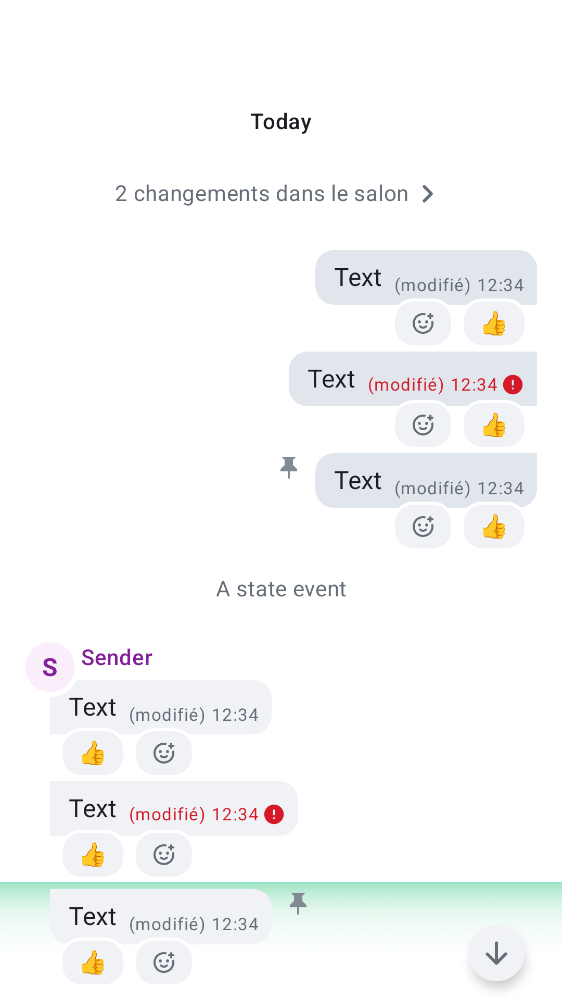 Today
2 changements dans le salon
Text (modifié) 12:34
👍
Text (modifié) 12:34
👍
Text (modifié) 12:34
👍
A state event
S Sender
Text (modifié) 12:34
👍
Text (modifié) 12:34
👍
Text (modifié) 12:34
👍